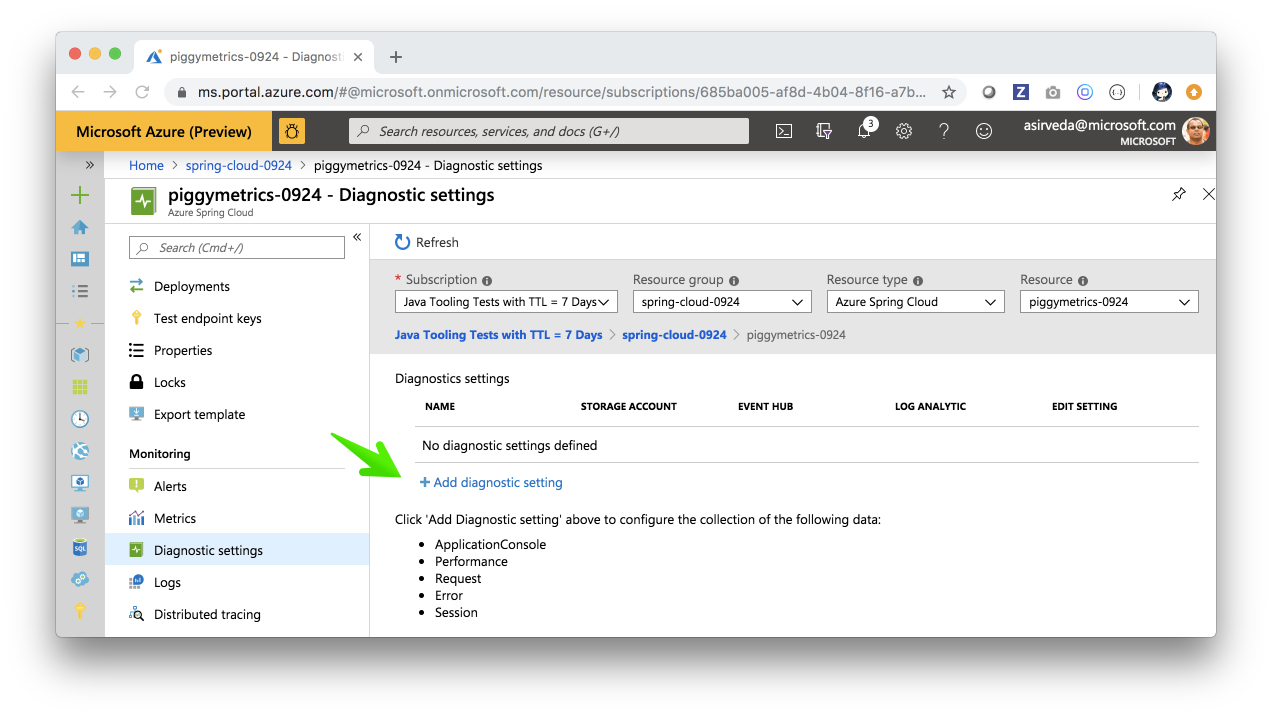 piggymetrics-0924 - Diagnosti
ms.portal.azure.com/#@microsoft.onmicrosoft.com/resource/subscriptions/685ba005-af8d-4b04-8f16-a7b...
Microsoft Azure (Preview)
Search resources, services, and docs (G+/)
3
asirveda@microsoft.com
MICROSOFT
Home > spring-cloud-0924 > piggymetrics-0924 - Diagnostic settings
piggymetrics-0924 - Diagnostic settings
Azure Spring Cloud
Search (Cmd+/)
Deployments
Test endpoint keys
Properties
Locks
Export template
Monitoring
Alerts
Metrics
Diagnostic settings
Logs
Distributed tracing
SQL
Refresh
* Subscription Resource group Resource type Resource
Java Tooling Tests with TTL = 7 Days spring-cloud-0924 Azure Spring Cloud piggymetrics-0924
Java Tooling Tests with TTL = 7 Days > spring-cloud-0924 > piggymetrics-0924
Diagnostics settings
NAME STORAGE ACCOUNT EVENT HUB LOG ANALYTIC EDIT SETTING
No diagnostic settings defined
+ Add diagnostic setting
Click 'Add Diagnostic setting' above to configure the collection of the following data:
• ApplicationConsole
• Performance
• Request
• Error
• Session